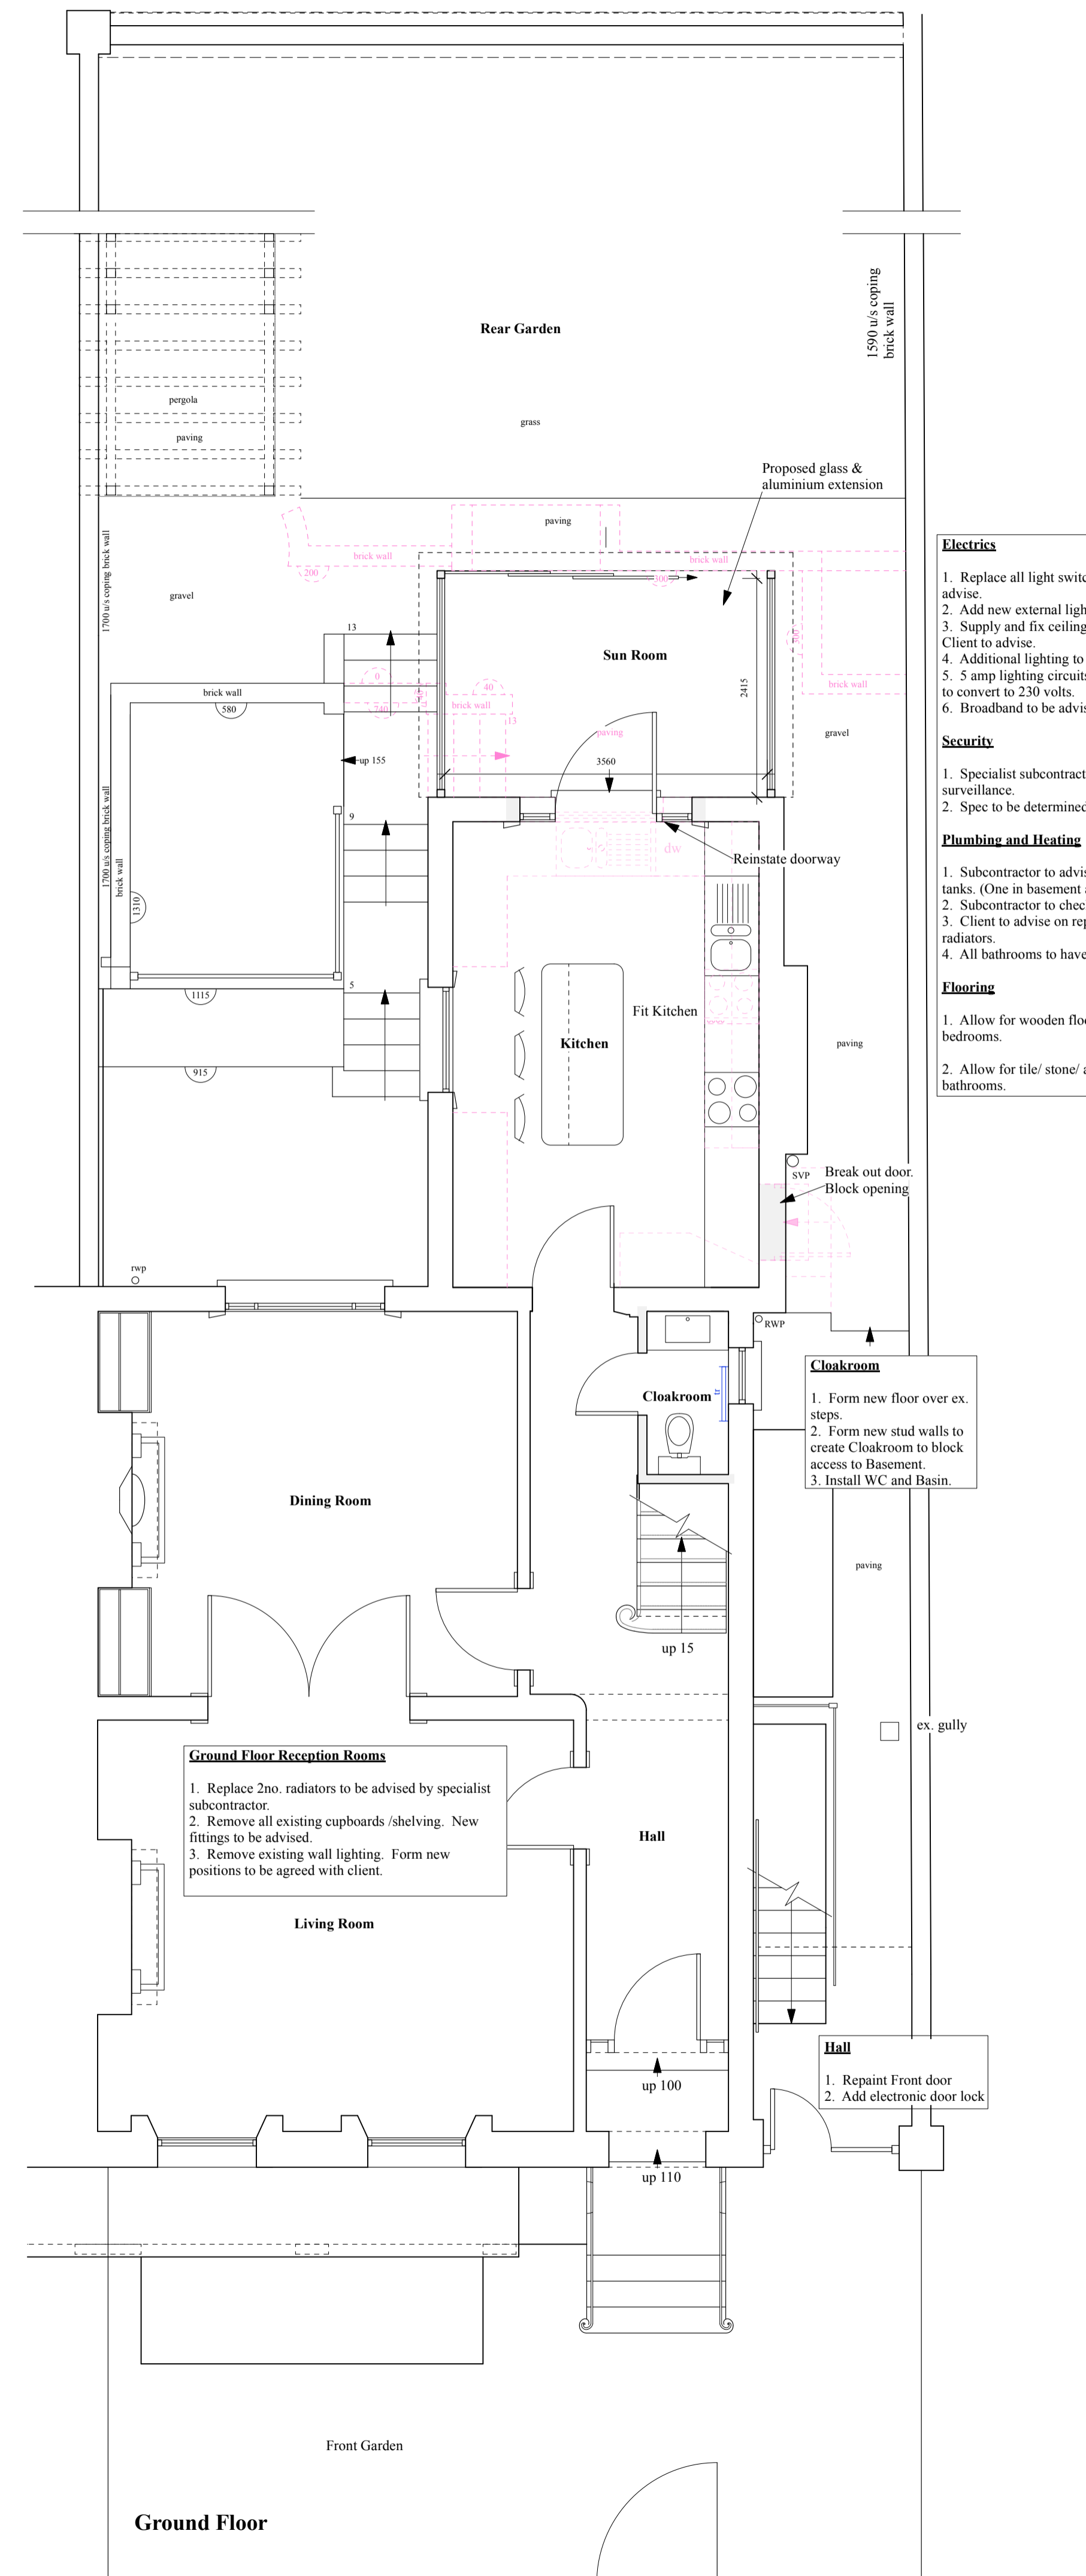 1590 u/s coping
brick wall
Rear Garden
pergola
grass
paving
Proposed glass &
aluminium extension
paving
brick wall
brick wall
200
300
1700 u/s coping brick wall
gravel
13
Sun Room
0
40
740
brick wall
13
brick wall
brick wall
580
2415
paving
gravel
up 155
3560
9
1700 u/s coping brick wall
brick wall
dw
Reinstate doorway
1310
5
1115
Fit Kitchen
Kitchen
paving
915
SVP
Break out door.
Block opening
rwp
RWP
Electrics
1. Replace all light switc
advise.
2. Add new external ligh
3. Supply and fix ceiling
Client to advise.
4. Additional lighting to
5. 5 amp lighting circuits
to convert to 230 volts.
6. Broadband to be advis
Security
1. Specialist subcontract
surveillance.
2. Spec to be determined
Plumbing and Heating
1. Subcontractor to advis
tanks. (One in basement a
2. Subcontractor to chec
3. Client to advise on rep
radiators.
4. All bathrooms to have
Flooring
1. Allow for wooden floo
bedrooms.
2. Allow for tile/ stone/ a
bathrooms.
Cloakroom
1. Form new floor over ex.
steps.
2. Form new stud walls to
create Cloakroom to block
access to Basement.
3. Install WC and Basin.
Cloakroom
tr
Dining Room
paving
up 15
ex. gully
Ground Floor Reception Rooms
1. Replace 2no. radiators to be advised by specialist
subcontractor.
2. Remove all existing cupboards /shelving. New
fittings to be advised.
3. Remove existing wall lighting. Form new
positions to be agreed with client.
Hall
Living Room
Hall
1. Repaint Front door
2. Add electronic door lock
up 100
up 110
Front Garden
Ground Floor